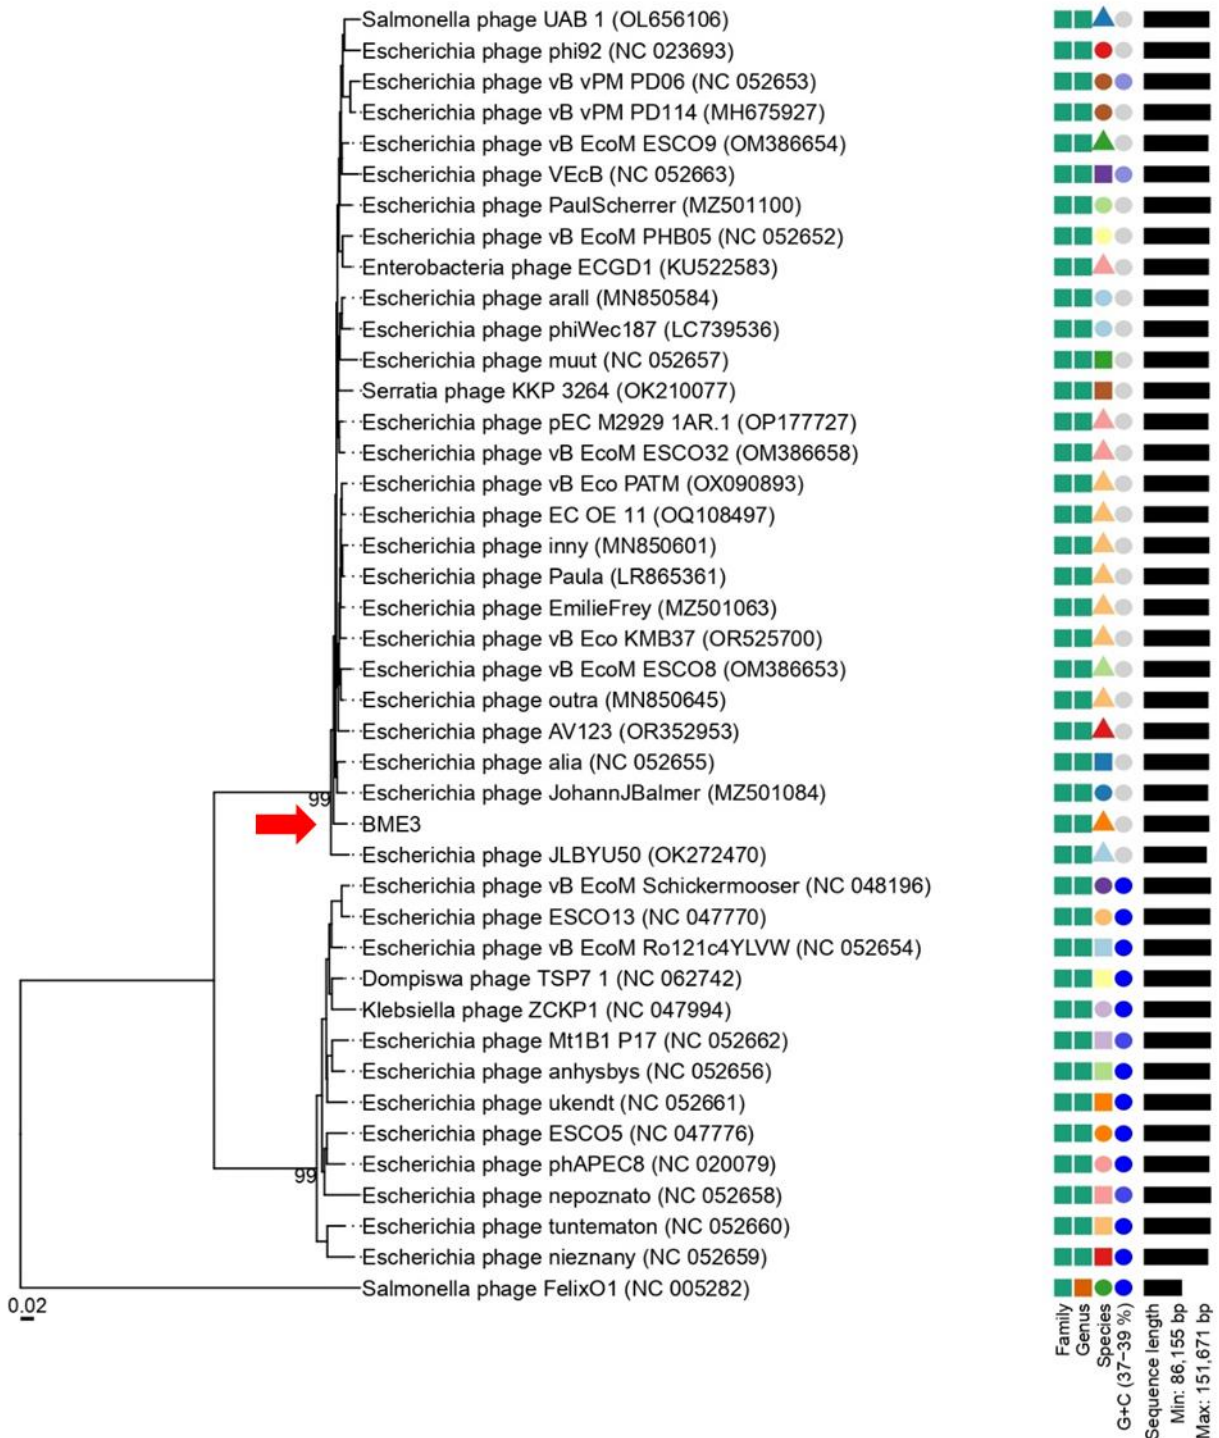 Salmonella phage UAB 1 (OL656106)
Escherichia phage phi92 (NC 023693)
Escherichia phage vB vPM PD06 (NC 052653)
Escherichia phage vB vPM PD114 (MH675927)
Escherichia phage vB EcoM ESCO9 (OM386654)
Escherichia phage VEcB (NC 052663)
Escherichia phage PaulScherrer (MZ501100)
Escherichia phage vB EcoM PHB05 (NC 052652)
Enterobacteria phage ECGD1 (KU522583)
Escherichia phage arall (MN850584)
Escherichia phage phiWec187 (LC739536)
Escherichia phage muut (NC 052657)
Serratia phage KKP 3264 (OK210077)
Escherichia phage pEC M2929 1AR.1 (OP177727)
Escherichia phage vB EcoM ESCO32 (OM386658)
Escherichia phage vB Eco PATM (OX090893)
Escherichia phage EC OE 11 (OQ108497)
Escherichia phage inny (MN850601)
Escherichia phage Paula (LR865361)
Escherichia phage EmilieFrey (MZ501063)
Escherichia phage vB Eco KMB37 (OR525700)
Escherichia phage vB EcoM ESCO8 (OM386653)
Escherichia phage outra (MN850645)
Escherichia phage AV123 (OR352953)
Escherichia phage alia (NC 052655)
Escherichia phage JohannJBalmer (MZ501084)
99
BME3
Escherichia phage JLBYU50 (OK272470)
Escherichia phage vB EcoM Schickermooser (NC 048196)
Escherichia phage ESCO13 (NC 047770)
Escherichia phage vB EcoM Ro121c4YLVW (NC 052654)
Dompiswa phage TSP7 1 (NC 062742)
Klebsiella phage ZCKP1 (NC 047994)
Escherichia phage Mt1B1 P17 (NC 052662)
Escherichia phage anhysbys (NC 052656)
Escherichia phage ukendt (NC 052661)
Escherichia phage ESCO5 (NC 047776)
Escherichia phage phAPEC8 (NC 020079)
99
Escherichia phage nepoznato (NC 052658)
Escherichia phage tuntematon (NC 052660)
Escherichia phage nieznany (NC 052659)
Salmonella phage FelixO1 (NC 005282)
0.02
Family
Genus
Species
G+C (37−39 %)
Sequence length
Min: 86,155 bp
Max: 151,671 bp